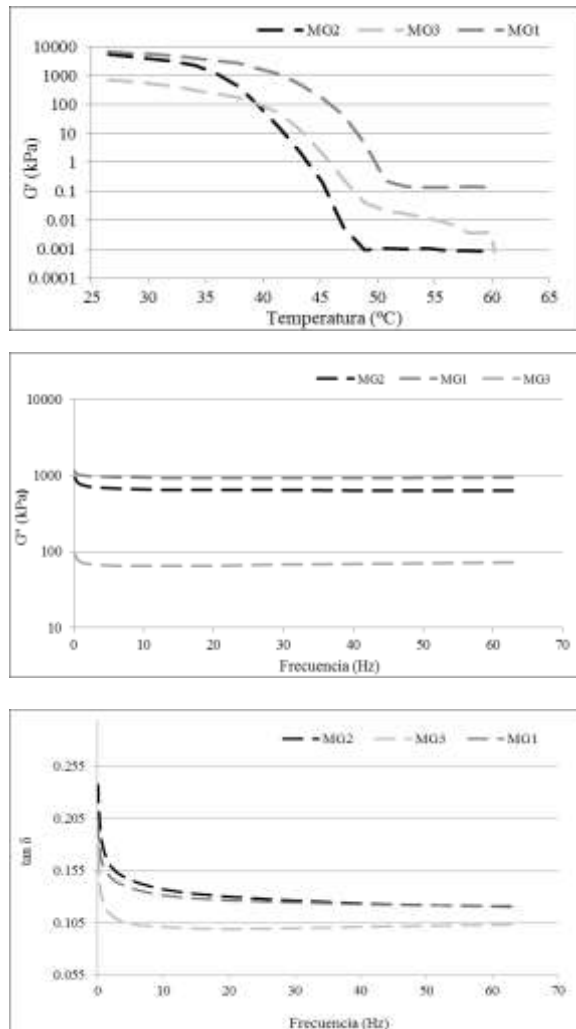 MG2 MG3 MG1
10000
1000
100
10
1
0.1
0.01
0.001
0.0001
G' (kPa)
25 30 35 40 45 50 55 60 65
Temperatura (°C)
MG2 MG1 MG3
10000
1000
100
10
G'' (kPa)
0 10 20 30 40 50 60 70
Frecuencia (Hz)
MG2 MG3 MG1
0.255
0.205
0.155
0.105
0.055
tan δ
0 10 20 30 40 50 60 70
Frecuencia (Hz)